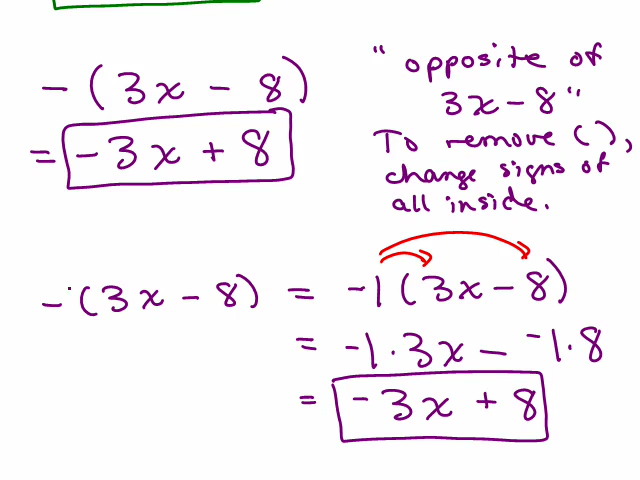 - (3x - 8)
= -3x + 8
"opposite of
3x - 8"
To remove ( ),
change signs of
all inside.
- (3x - 8) = -1 (3x - 8)
= -1 · 3x - -1 · 8
= -3x + 8